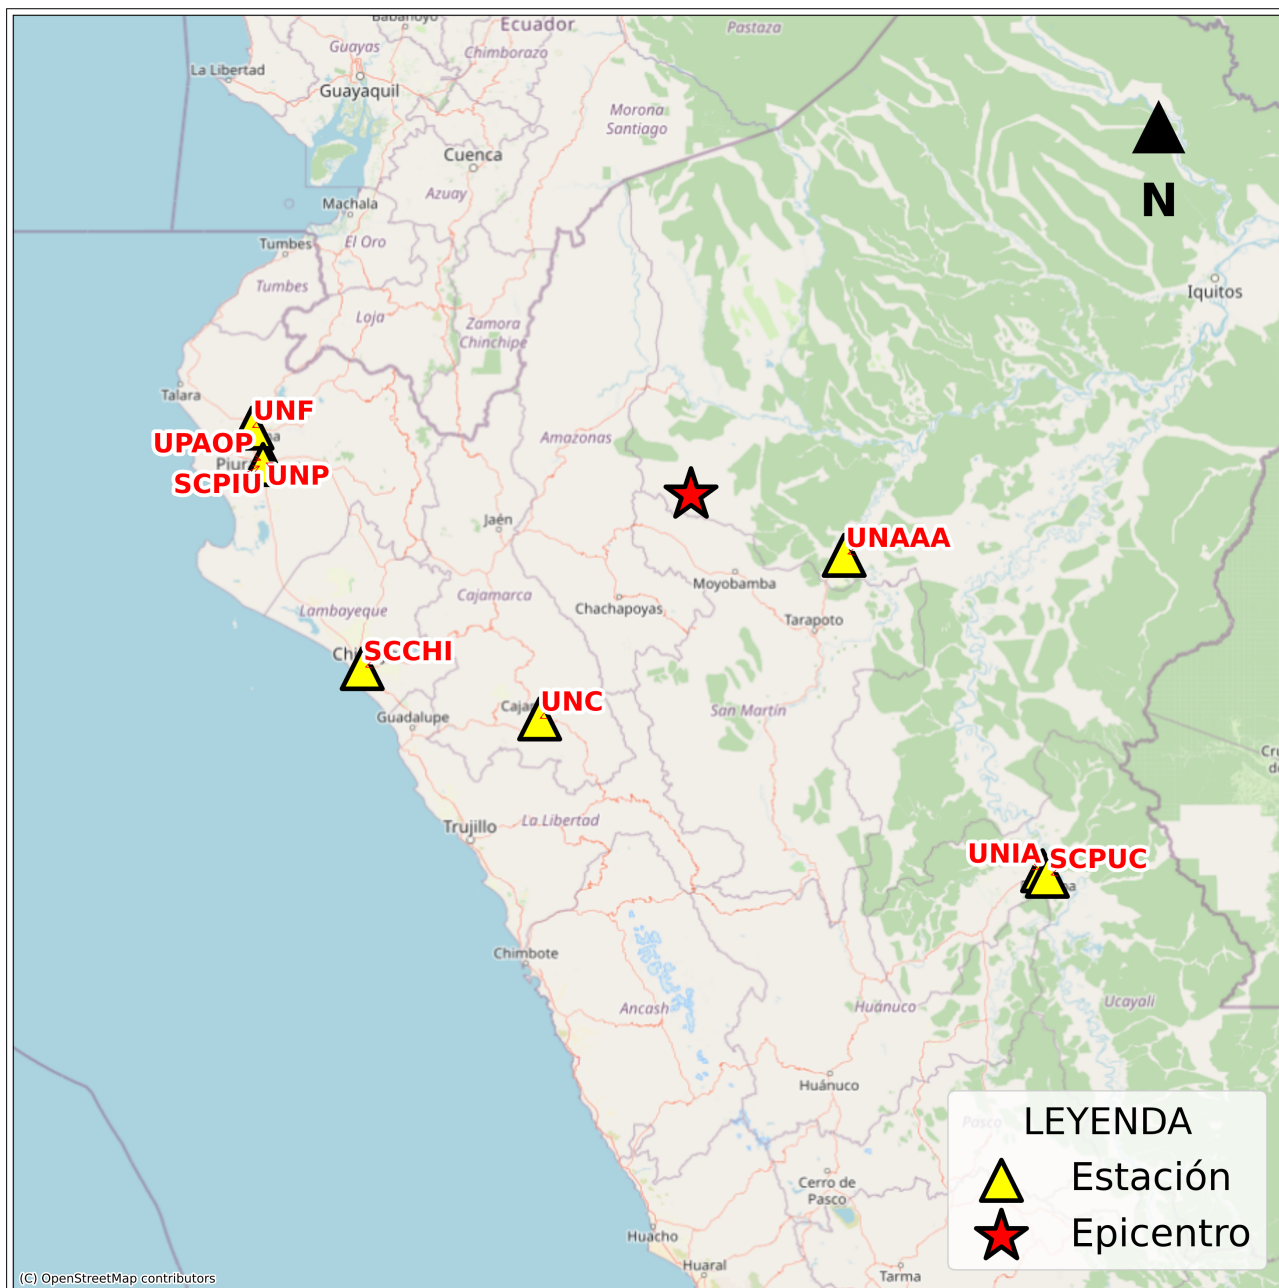 Babahoyo
Ecuador
Pastaza
Guayas
Chimborazo
La Libertad
Guayaquil
Morona
Santiago
Cuenca
Azuay
Machala
N
El Oro
Tumbes
Tumbes
Iquitos
Loja
Zamora
Chinchipe
Talara
UNF
Amazonas
UPAOP
Piura
UNP
SCPIU
Jaén
UNAAA
Moyobamba
Cajamarca
Chachapoyas
Lambayeque
Tarapoto
SCCHI
UNC
San Martín
Guadalupe
La Libertad
Trujillo
UNIA
SCPUC
Chimbote
Ancash
Huánuco
Ucayali
Huánuco
Pasco
LEYENDA
Estación
Epicentro
Cerro de
Pasco
Huacho
Huaral
Tarma
(C) OpenStreetMap contributors